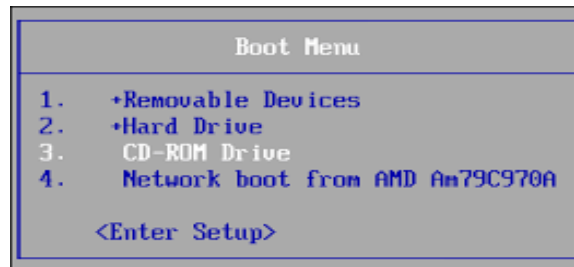 Boot Menu
1. +Removable Devices
2. +Hard Drive
3. CD-ROM Drive
4. Network boot from AMD Am79C970A
<Enter Setup>